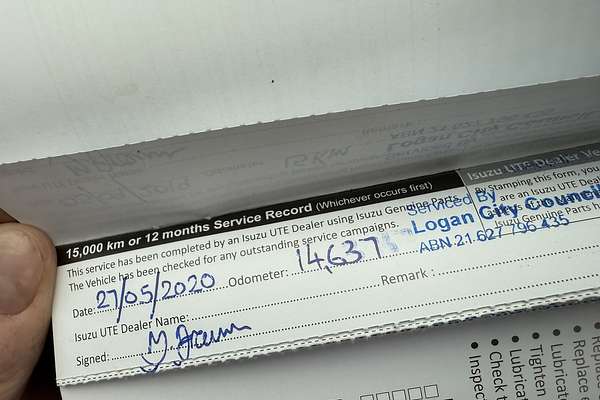 15,000 km or 12 months Service Record (Whichever occurs first)
This service has been completed by an Isuzu UTE Dealer using Isuzu Genuine Parts.
The Vehicle has been checked for any outstanding service campaigns.
Date: 27/05/2020 Odometer: 14,637
Isuzu UTE Dealer Name: Remark :
Signed:
Isuzu UTE Dealer Ve
By Stamping this form, you
are an Isuzu UTE Deal
Genuine Parts h
Serviced By
Logan City Council
ABN 21 627 796 435
Replace
Replace e
Lubricat
Tighten
Lubric
Check t
Inspec